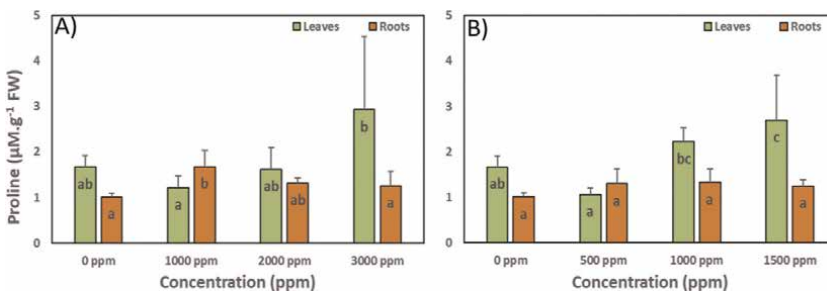 A)
Leaves Roots
Proline (µM.g⁻¹ FW)
5
4
3
2
1
0
ab a
a b
ab ab
b a
0 ppm 1000 ppm 2000 ppm 3000 ppm
Concentration (ppm)
B)
Leaves Roots
5
4
3
2
1
0
ab a
a a
bc a
c a
0 ppm 500 ppm 1000 ppm 1500 ppm
Concentration (ppm)